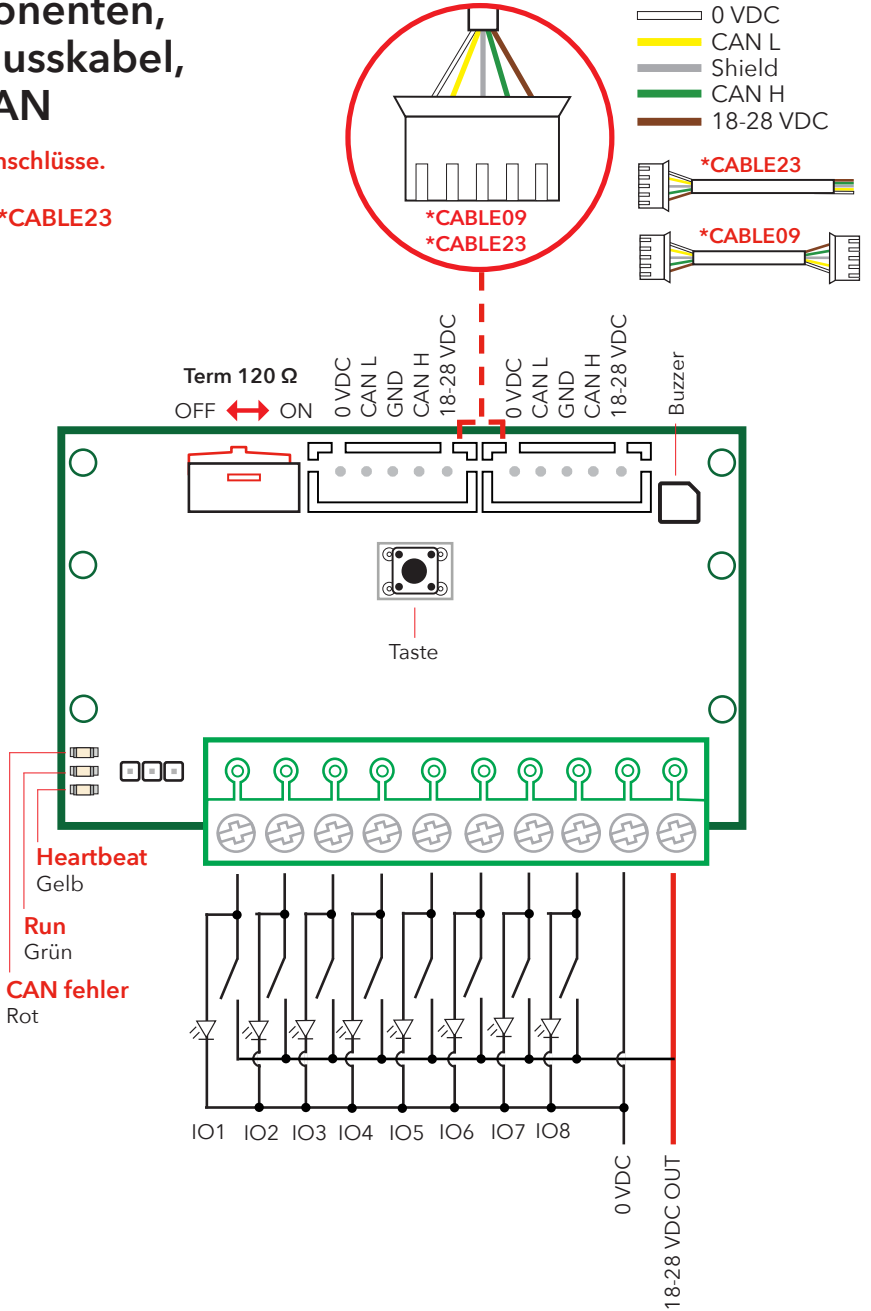 onenten,
usskabel,
AN
nschlüsse.
*CABLE23
*CABLE09
*CABLE23
0 VDC
CAN L
Shield
CAN H
18-28 VDC
*CABLE23
*CABLE09
Term 120 Ω
OFF ON
0 VDC
CAN L
GND
CAN H
18-28 VDC
0 VDC
CAN L
GND
CAN H
18-28 VDC
Buzzer
Taste
Heartbeat
Gelb
Run
Grün
CAN fehler
Rot
IO1 IO2 IO3 IO4 IO5 IO6 IO7 IO8
0 VDC
18-28 VDC OUT